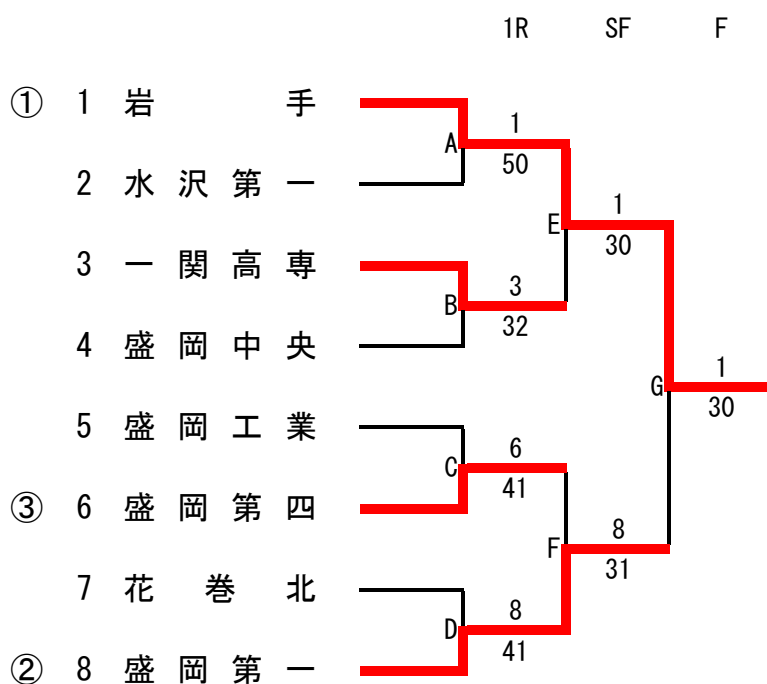 1R SF F
① 1 岩 手
A 1
50
2 水 沢 第 一
E 1
30
3 一 関 高 専
B 3
32
4 盛 岡 中 央
G 1
30
5 盛 岡 工 業
C 6
41
③ 6 盛 岡 第 四
F 8
31
7 花 巻 北
D 8
41
② 8 盛 岡 第 一